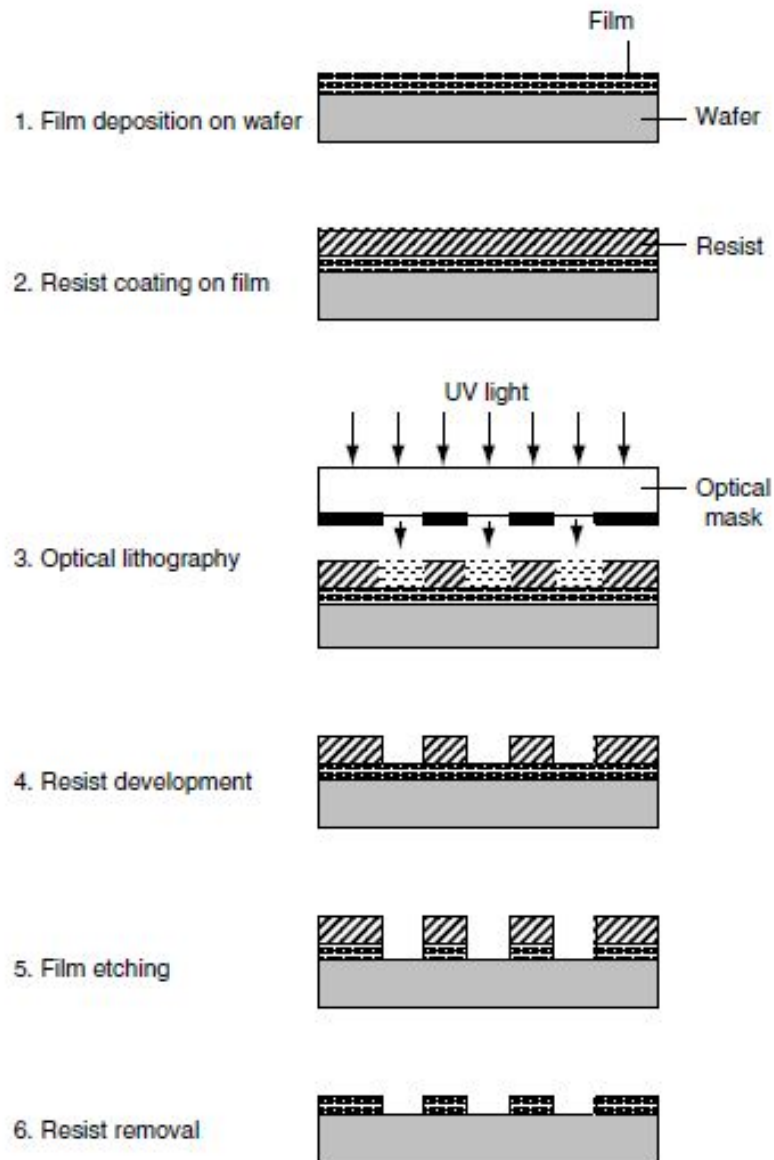 Film
1. Film deposition on wafer
Wafer
Resist
2. Resist coating on film
UV light
Optical
mask
3. Optical lithography
4. Resist development
5. Film etching
6. Resist removal